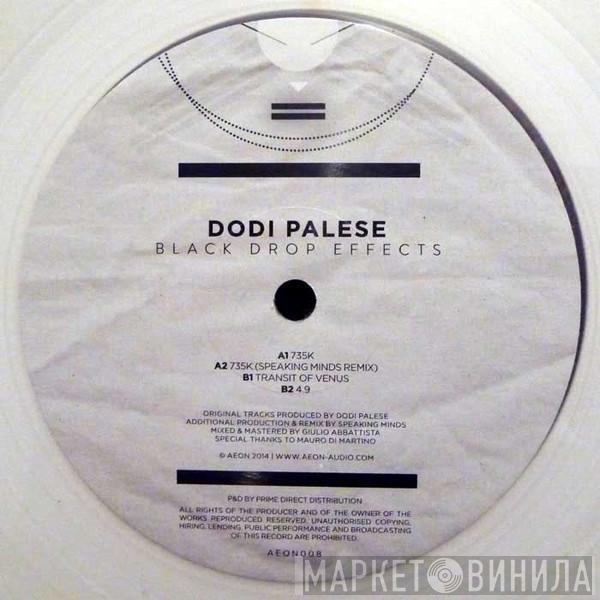 DODI PALESE
BLACK DROP EFFECTS
A1 735K
A2 735K (SPEAKING MINDS REMIX)
B1 TRANSIT OF VENUS
B2 4.9
ORIGINAL TRACKS PRODUCED BY DODI PALESE
ADDITIONAL PRODUCTION & REMIX BY SPEAKING MINDS
MIXED & MASTERED BY GIULIO ABBATTISTA
SPECIAL THANKS TO MAURO DI MARTINO
© AEON 2014 | WWW.AEON-AUDIO.COM
P&D BY PRIME DIRECT DISTRIBUTION
ALL RIGHTS OF THE PRODUCER AND OF THE OWNER OF THE
WORKS REPRODUCED RESERVED. UNAUTHORISED COPYING,
HIRING, LENDING, PUBLIC PERFORMANCE AND BROADCASTING
OF THIS RECORD ARE PROHIBITED.
AEON008
МАРКЕТ ВИНИЛА